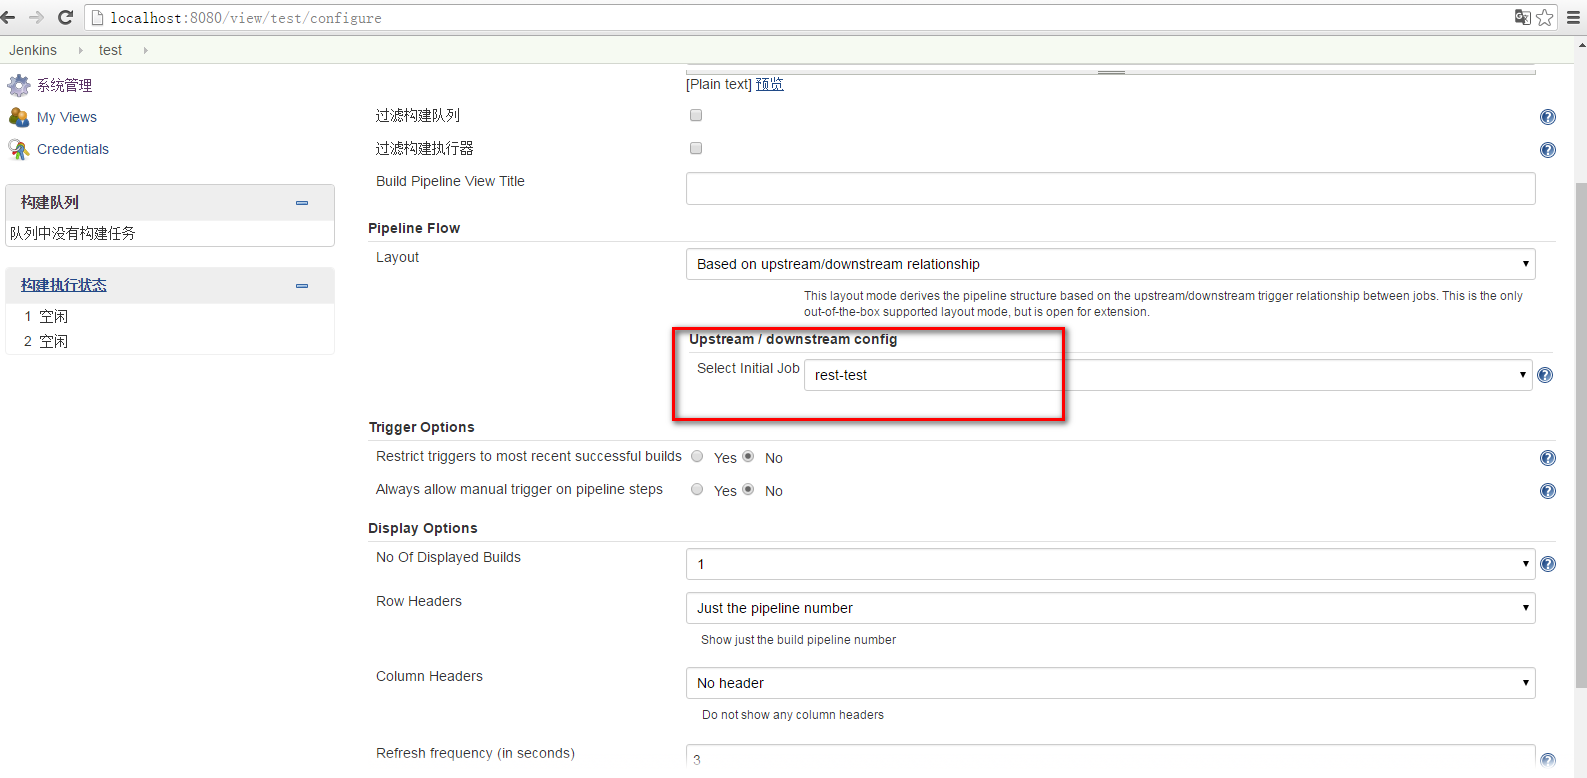 localhost:8080/view/test/configure
Jenkins test
系统管理
My Views
Credentials
构建队列
队列中没有构建任务
构建执行状态
1 空闲
2 空闲
[Plain text] 预览
过滤构建队列
过滤构建执行器
Build Pipeline View Title
Pipeline Flow
Layout
Based on upstream/downstream relationship
This layout mode derives the pipeline structure based on the upstream/downstream trigger relationship between jobs. This is the only
out-of-the-box supported layout mode, but is open for extension.
Upstream / downstream config
Select Initial Job
rest-test
Trigger Options
Restrict triggers to most recent successful builds Yes No
Always allow manual trigger on pipeline steps Yes No
Display Options
No Of Displayed Builds
1
Row Headers
Just the pipeline number
Show just the build pipeline number
Column Headers
No header
Do not show any column headers
Refresh frequency (in seconds)
3